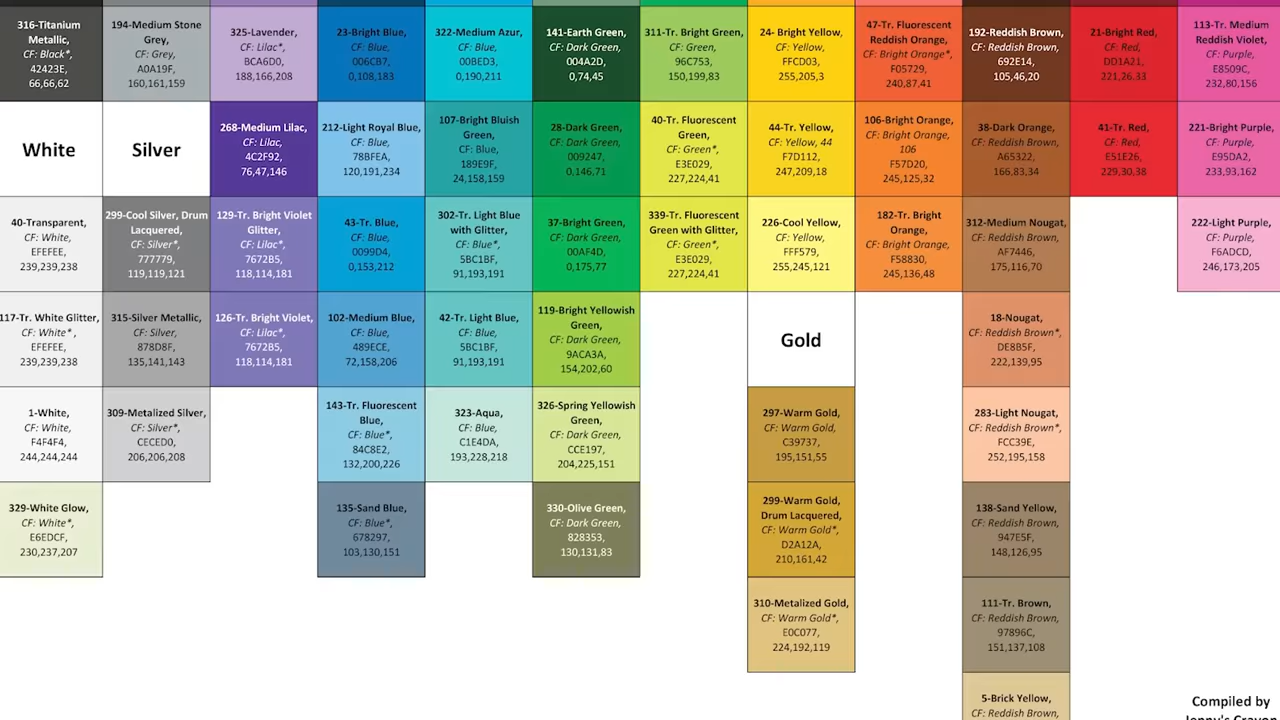 316-Titanium
Metallic,
CF: Black*,
42423E,
66,66,62
194-Medium Stone
Grey,
CF: Grey,
A0A19F,
160,161,159
325-Lavender,
CF: Lilac*,
BCA6D0,
188,166,208
23-Bright Blue,
CF: Blue,
006CB7,
0,108,183
322-Medium Azur,
CF: Blue,
00BED3,
0,190,211
141-Earth Green,
CF: Dark Green,
004A2D,
0,74,45
311-Tr. Bright Green,
CF: Green,
96C753,
150,199,83
24- Bright Yellow,
CF: Yellow,
FFCD03,
255,205,3
47-Tr. Fluorescent
Reddish Orange,
CF: Bright Orange*,
F05729,
240,87,41
192-Reddish Brown,
CF: Reddish Brown,
692E14,
105,46,20
21-Bright Red,
CF: Red,
DD1A21,
221,26.33
113-Tr. Medium
Reddish Violet,
CF: Purple,
E8509C,
232,80,156
White
Silver
268-Medium Lilac,
CF: Lilac,
4C2F92,
76,47,146
212-Light Royal Blue,
CF: Blue,
78BFEA,
120,191,234
107-Bright Bluish
Green,
CF: Blue,
189E9F,
24,158,159
28-Dark Green,
CF: Dark Green,
009247,
0,146,71
40-Tr. Fluorescent
Green,
CF: Green*,
E3E029,
227,224,41
44-Tr. Yellow,
CF: Yellow, 44
F7D112,
247,209,18
106-Bright Orange,
CF: Bright Orange,
106
F57D20,
245,125,32
38-Dark Orange,
CF: Reddish Brown,
A65322,
166,83,34
41-Tr. Red,
CF: Red,
E51E26,
229,30,38
221-Bright Purple,
CF: Purple,
E95DA2,
233,93,162
40-Transparent,
CF: White,
EFEFEE,
239,239,238
299-Cool Silver, Drum
Lacquered,
CF: Silver*,
777779,
119,119,121
129-Tr. Bright Violet
Glitter,
CF: Lilac*,
7672B5,
118,114,181
43-Tr. Blue,
CF: Blue,
0099D4,
0,153,212
302-Tr. Light Blue
with Glitter,
CF: Blue*,
5BC1BF,
91,193,191
37-Bright Green,
CF: Dark Green,
00AF4D,
0,175,77
339-Tr. Fluorescent
Green with Glitter,
CF: Green*,
E3E029,
227,224,41
226-Cool Yellow,
CF: Yellow,
FFF579,
255,245,121
182-Tr. Bright
Orange,
CF: Bright Orange,
F58830,
245,136,48
312-Medium Nougat,
CF: Reddish Brown,
AF7446,
175,116,70
222-Light Purple,
CF: Purple,
F6ADCD,
246,173,205
117-Tr. White Glitter,
CF: White*,
EFEFEE,
239,239,238
315-Silver Metallic,
CF: Silver,
878D8F,
135,141,143
126-Tr. Bright Violet,
CF: Lilac*,
7672B5,
118,114,181
102-Medium Blue,
CF: Blue,
489ECE,
72,158,206
42-Tr. Light Blue,
CF: Blue,
5BC1BF,
91,193,191
119-Bright Yellowish
Green,
CF: Dark Green,
9ACA3A,
154,202,60
Gold
18-Nougat,
CF: Reddish Brown*,
DE8B5F,
222,139,95
1-White,
CF: White,
F4F4F4,
244,244,244
309-Metalized Silver,
CF: Silver*,
CECED0,
206,206,208
143-Tr. Fluorescent
Blue,
CF: Blue*,
84C8E2,
132,200,226
323-Aqua,
CF: Blue,
C1E4DA,
193,228,218
326-Spring Yellowish
Green,
CF: Dark Green,
CCE197,
204,225,151
297-Warm Gold,
CF: Warm Gold,
C39737,
195,151,55
283-Light Nougat,
CF: Reddish Brown*,
FCC39E,
252,195,158
329-White Glow,
CF: White*,
E6EDCF,
230,237,207
135-Sand Blue,
CF: Blue*,
678297,
103,130,151
330-Olive Green,
CF: Dark Green,
828353,
130,131,83
299-Warm Gold,
Drum Lacquered,
CF: Warm Gold*,
D2A12A,
210,161,42
138-Sand Yellow,
CF: Reddish Brown,
947E5F,
148,126,95
310-Metalized Gold,
CF: Warm Gold*,
E0C077,
224,192,119
111-Tr. Brown,
CF: Reddish Brown,
97896C,
151,137,108
5-Brick Yellow,
CF: Reddish Brown,
Compiled by
Jenny's Crayon